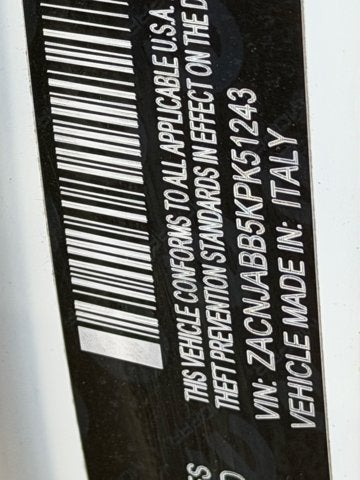 THIS VEHICLE CONFORMS TO ALL APPLICABLE U.S.A.
THEFT PREVENTION STANDARDS IN EFFECT ON THE D
VIN: ZACNJABB5KPK51243
VEHICLE MADE IN: ITALY
ES